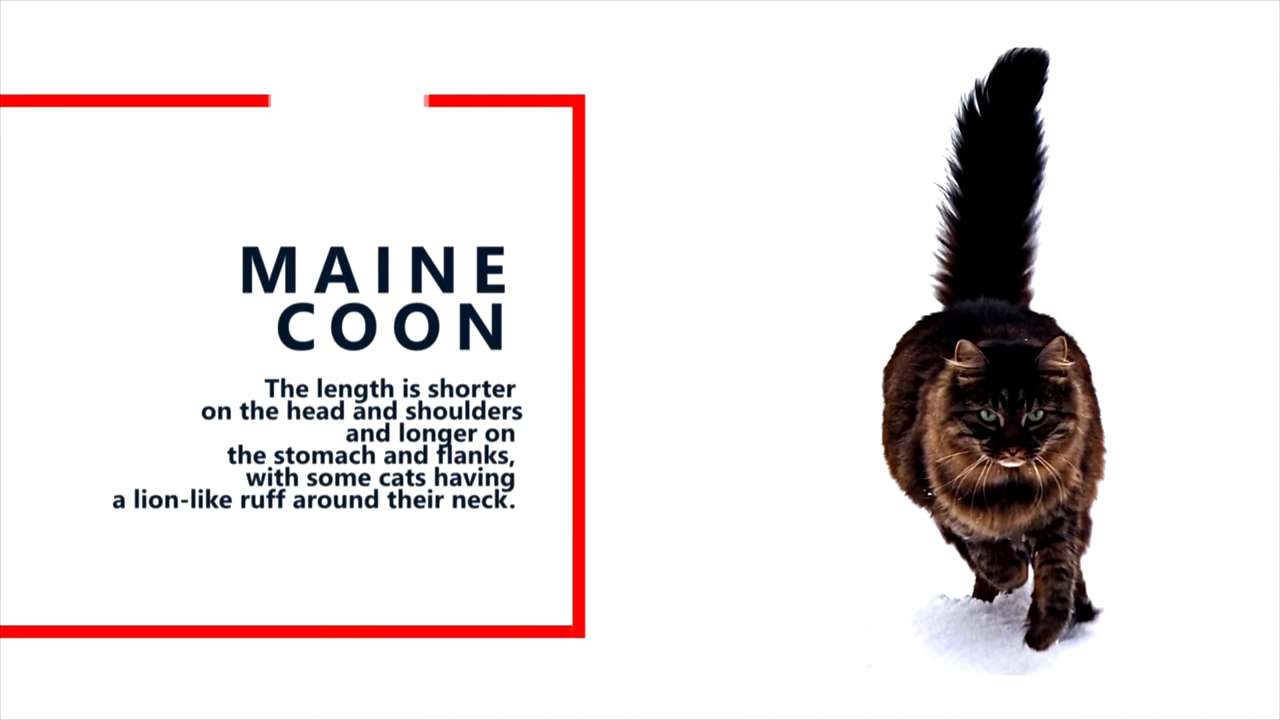 MAINE
COON
The length is shorter
on the head and shoulders
and longer on
the stomach and flanks,
with some cats having
a lion-like ruff around their neck.